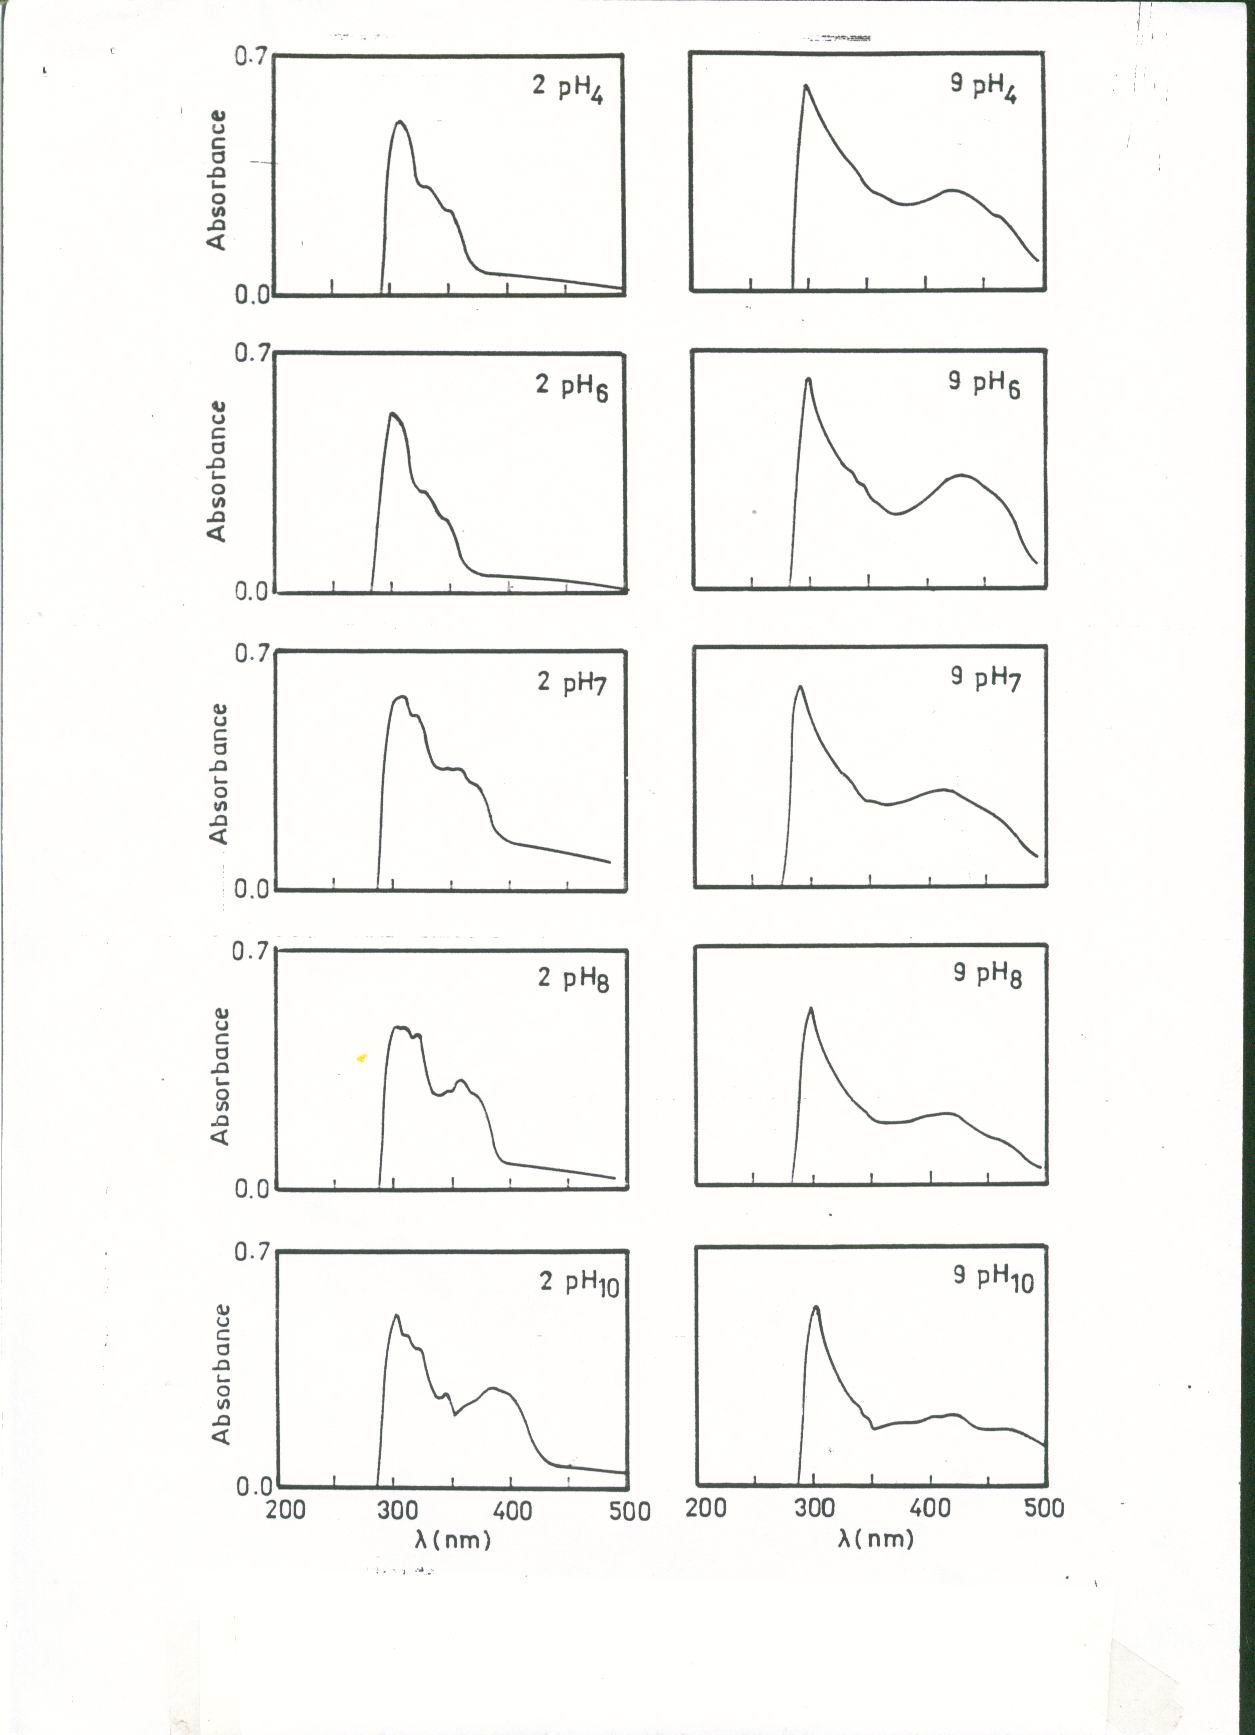 0.7
2 pH4
9 pH4
Absorbance
0.0
0.7
2 pH6
9 pH6
Absorbance
0.0
0.7
2 pH7
9 pH7
Absorbance
0.0
0.7
2 pH8
9 pH8
Absorbance
0.0
0.7
2 pH10
9 pH10
Absorbance
0.0
200 300 400 500
200 300 400 500
λ(nm)
λ(nm)